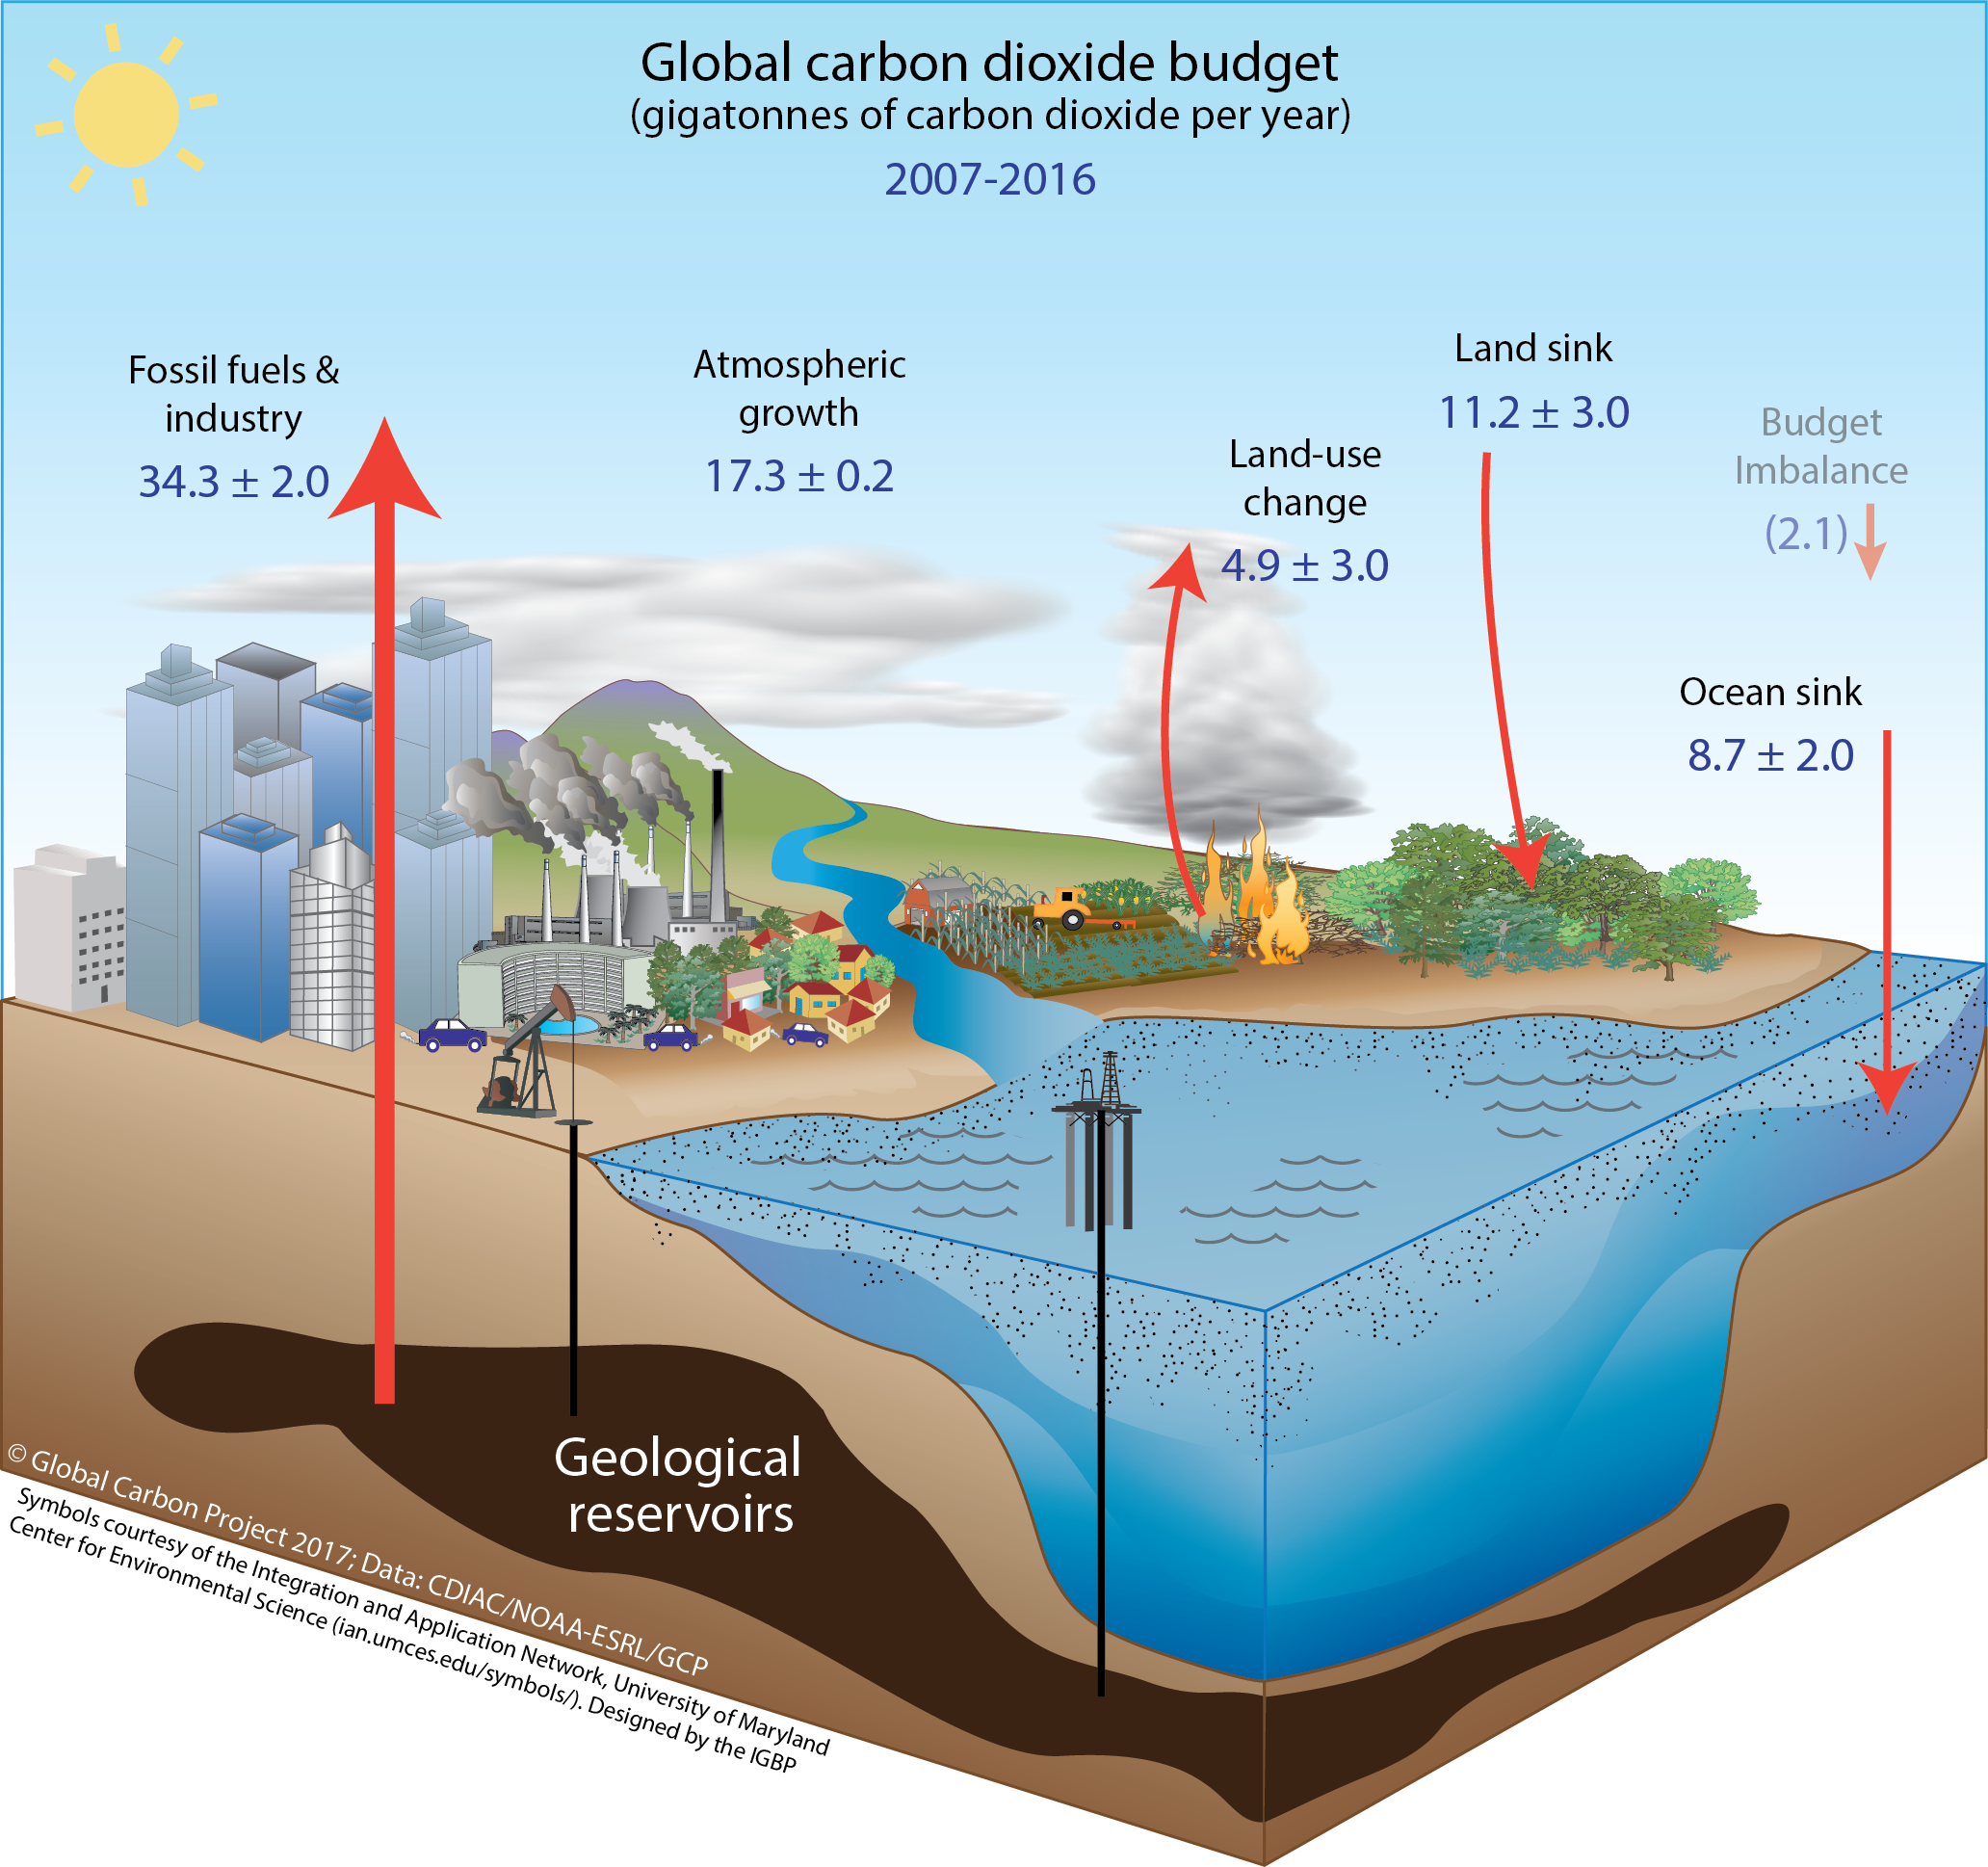 Global carbon dioxide budget
(gigatonnes of carbon dioxide per year)
2007-2016
Fossil fuels &
industry
34.3 ± 2.0
Atmospheric
growth
17.3 ± 0.2
Land-use
change
4.9 ± 3.0
Land sink
11.2 ± 3.0
Budget
Imbalance
(2.1)
Ocean sink
8.7 ± 2.0
Geological
reservoirs
© Global Carbon Project 2017; Data: CDIAC/NOAA-ESRL/GCP
Symbols courtesy of the Integration and Application Network, University of Maryland
Center for Environmental Science (ian.umces.edu/symbols/). Designed by the IGBP